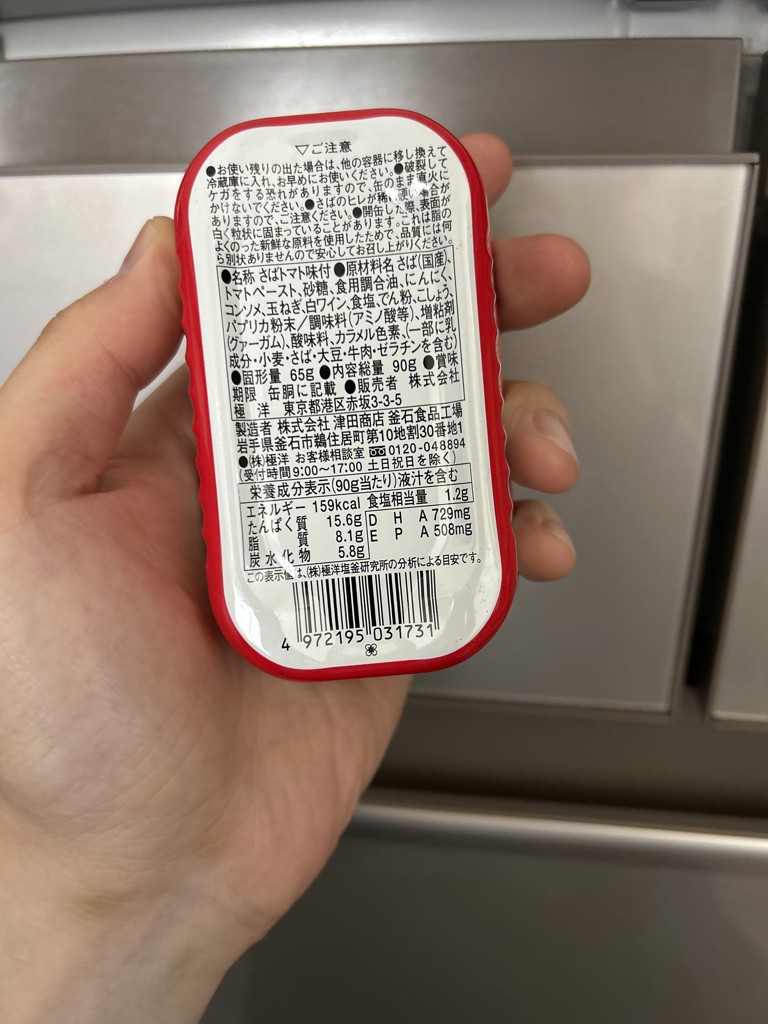 ▽ご注意
●お使い残りの出た場合は、他の容器に移し換えて
冷蔵庫に入れ、お早めにお使いください。●破裂して
ケガをする恐れがありますので、缶のまま直火に
かけないでください。●さばのヒレが稀に硬い場合が
ありますので、ご注意ください。●開缶した際、表面が
白く粒状に固まっていることがあります。これは脂の
よくのった新鮮な原料を使用したためで、品質には何
ら別状ありませんので安心してお召し上がりください。
●名称 さばトマト味付 ●原材料名 さば(国産)、
トマトペースト、砂糖、食用調合油、にんにく、
コンソメ、玉ねぎ、白ワイン、食塩、でん粉、こしょう、
パプリカ粉末/調味料(アミノ酸等)、増粘剤
(グァーガム)、酸味料、カラメル色素、(一部に乳
成分・小麦・さば・大豆・牛肉・ゼラチンを含む)
●固形量 65g ●内容総量 90g ●賞味
期限 缶胴に記載 ●販売者 株式会社
極洋 東京都港区赤坂3-3-5
製造者 株式会社 津田商店 釜石食品工場
岩手県釜石市鵜住居町第10地割30番地1
●(株)極洋 お客様相談室 0120-048894
(受付時間9:00〜17:00 土日祝日を除く)
栄養成分表示(90g当たり)液汁を含む
エネルギー 159kcal 食塩相当量 1.2g
たんぱく質 15.6g DHA 729mg
脂質 8.1g EPA 508mg
炭水化物 5.8g
この表示値は、(株)極洋塩釜研究所の分析による目安です。
4 972195 031731